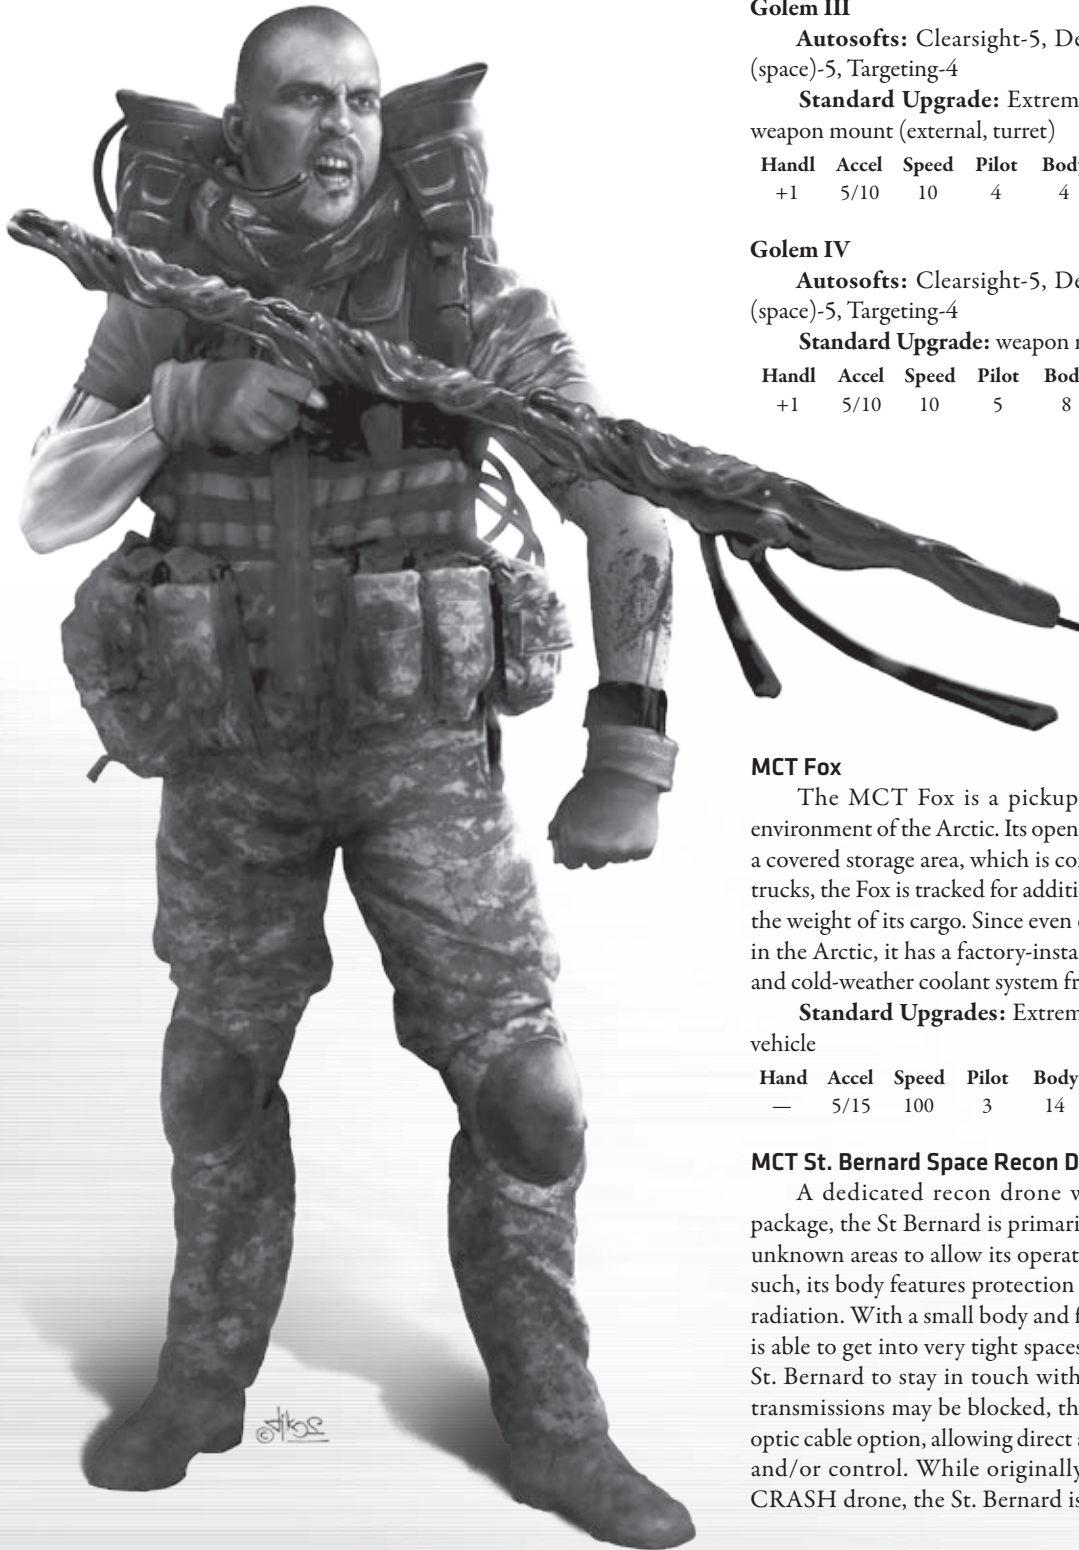 Golem III
Autosofts: Clearsight-5, De
(space)-5, Targeting-4
Standard Upgrade: Extrem
weapon mount (external, turret)
Handl Accel Speed Pilot Body
+1 5/10 10 4 4
Golem IV
Autosofts: Clearsight-5, De
(space)-5, Targeting-4
Standard Upgrade: weapon
Handl Accel Speed Pilot Bod
+1 5/10 10 5 8
MCT Fox
The MCT Fox is a pickup
environment of the Arctic. Its open
a covered storage area, which is co
trucks, the Fox is tracked for additi
the weight of its cargo. Since even
in the Arctic, it has a factory-insta
and cold-weather coolant system fr
Standard Upgrades: Extrem
vehicle
Hand Accel Speed Pilot Body
— 5/15 100 3 14
MCT St. Bernard Space Recon D
A dedicated recon drone w
package, the St Bernard is primari
unknown areas to allow its operat
such, its body features protection
radiation. With a small body and f
is able to get into very tight spaces
St. Bernard to stay in touch with
transmissions may be blocked, th
optic cable option, allowing direct a
and/or control. While originally
CRASH drone, the St. Bernard is